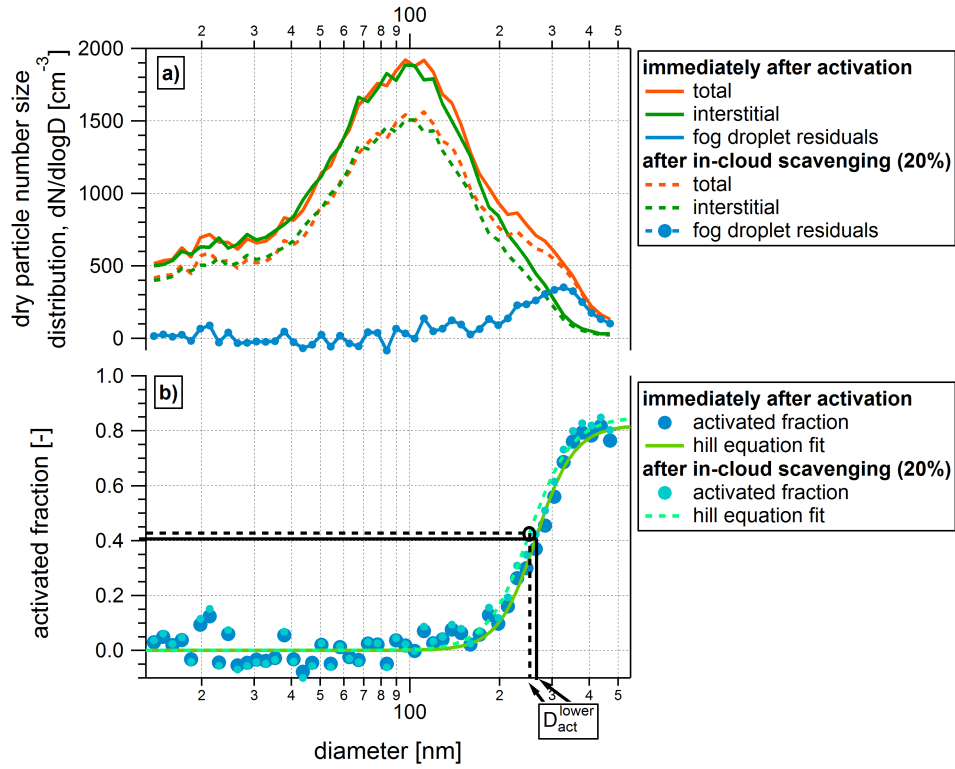 100
2 3 4 5 6 7 8 9 2 3 4 5
a)
2000
1500
1000
500
0
dry particle number size
distribution, dN/dlogD [cm⁻³]
immediately after activation
total
interstitial
fog droplet residuals
after in-cloud scavenging (20%)
total
interstitial
fog droplet residuals
b)
1.0
0.8
0.6
0.4
0.2
0.0
activated fraction [-]
immediately after activation
activated fraction
hill equation fit
after in-cloud scavenging (20%)
activated fraction
hill equation fit
2 3 4 5 6 7 8 9 2 3 4 5
100
D_act^lower
diameter [nm]